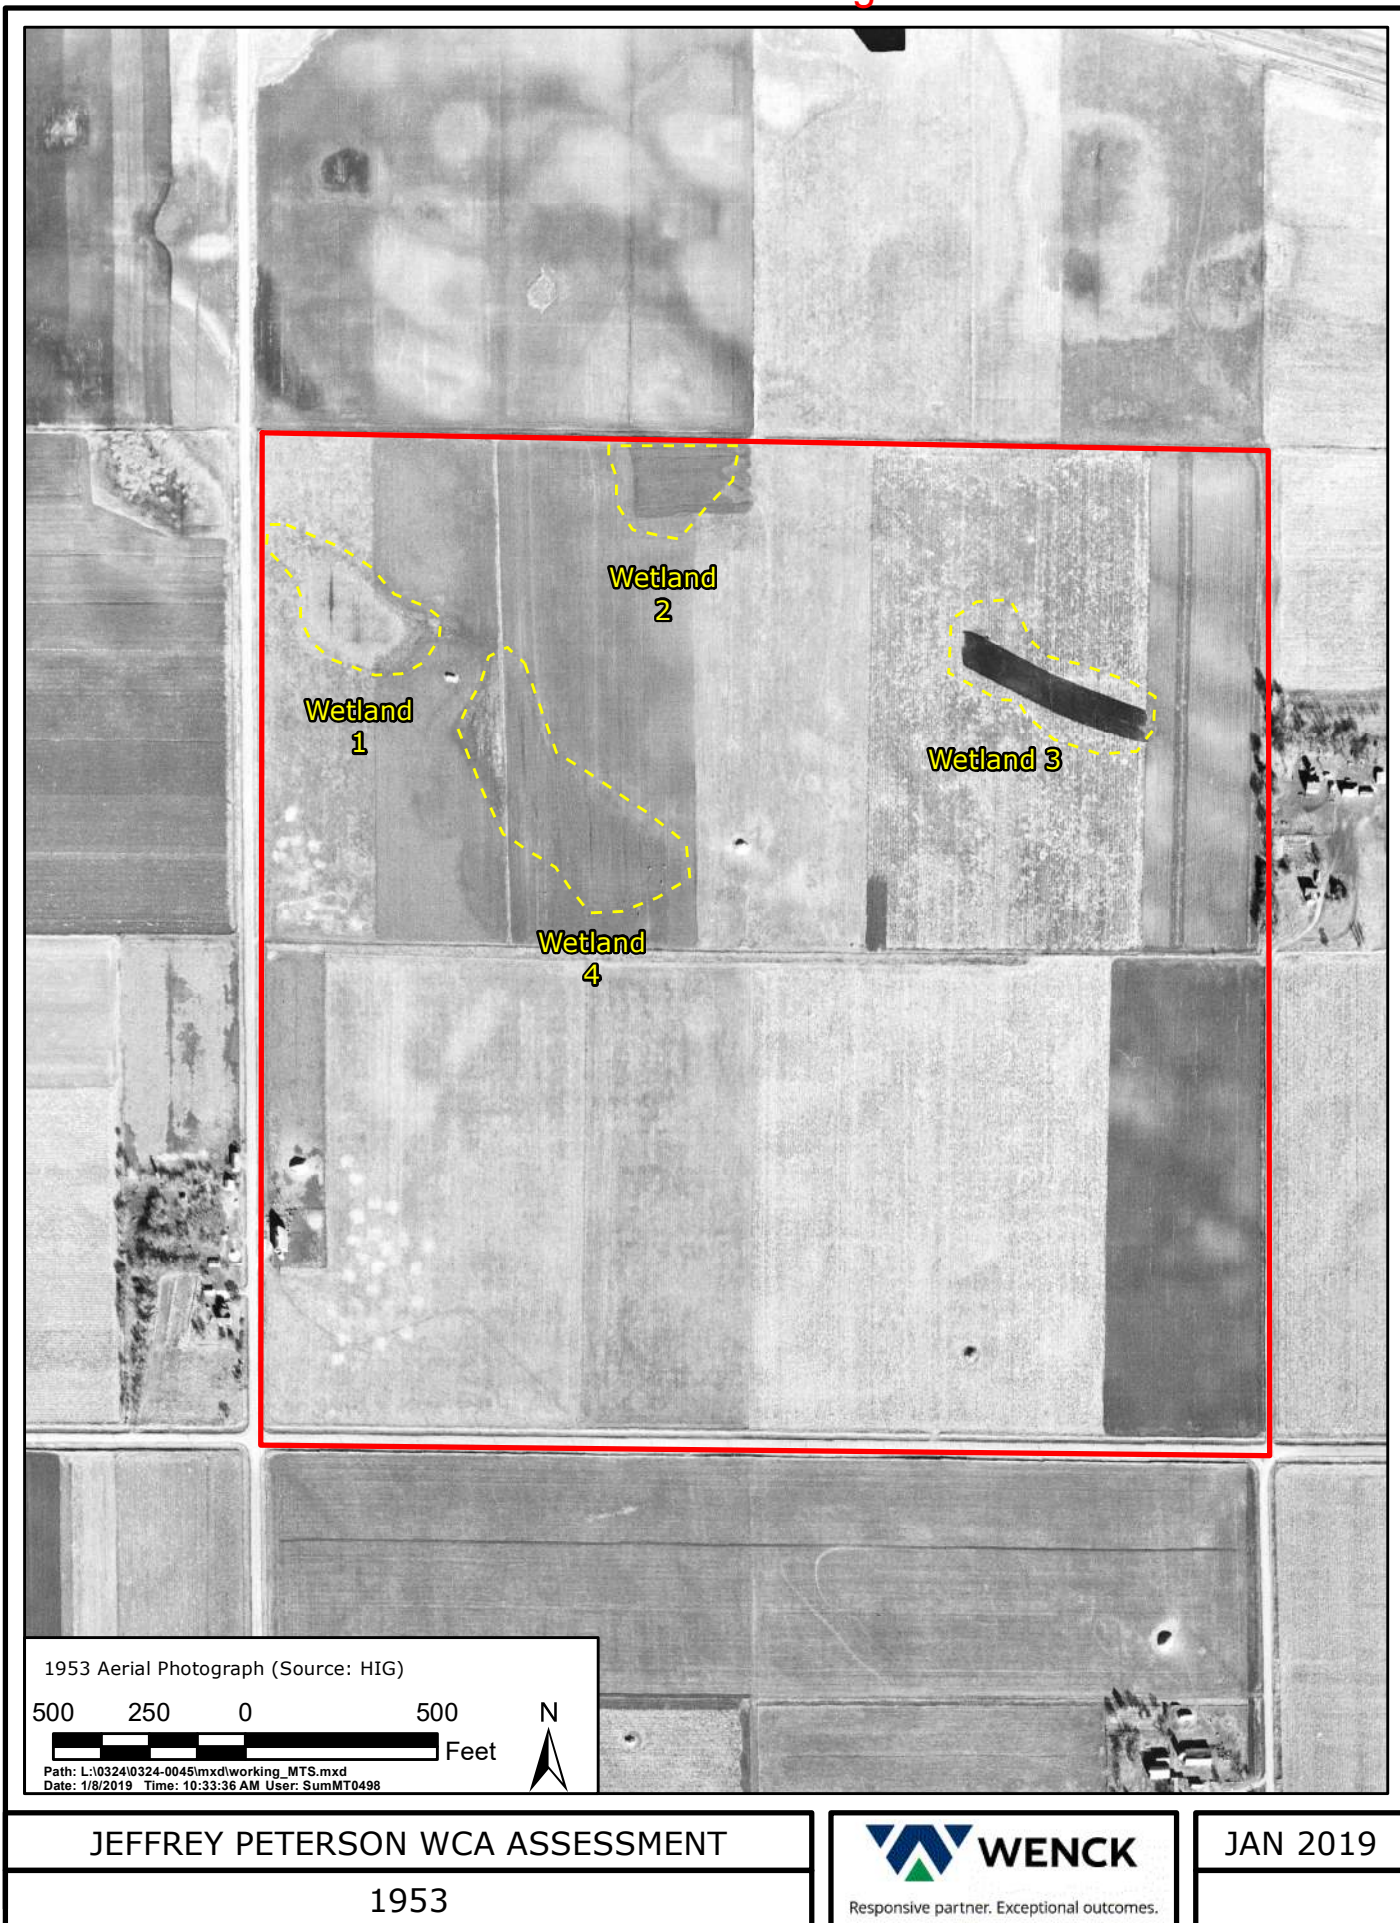 Wetland
2
Wetland
1
Wetland 3
Wetland
4
1953 Aerial Photograph (Source: HIG)
500 250 0 500
Feet
N
Path: L:\0324\0324-0045\mxd\working_MTS.mxd
Date: 1/8/2019 Time: 10:33:36 AM User: SumMT0498
JEFFREY PETERSON WCA ASSESSMENT
1953
WENCK
Responsive partner. Exceptional outcomes.
JAN 2019